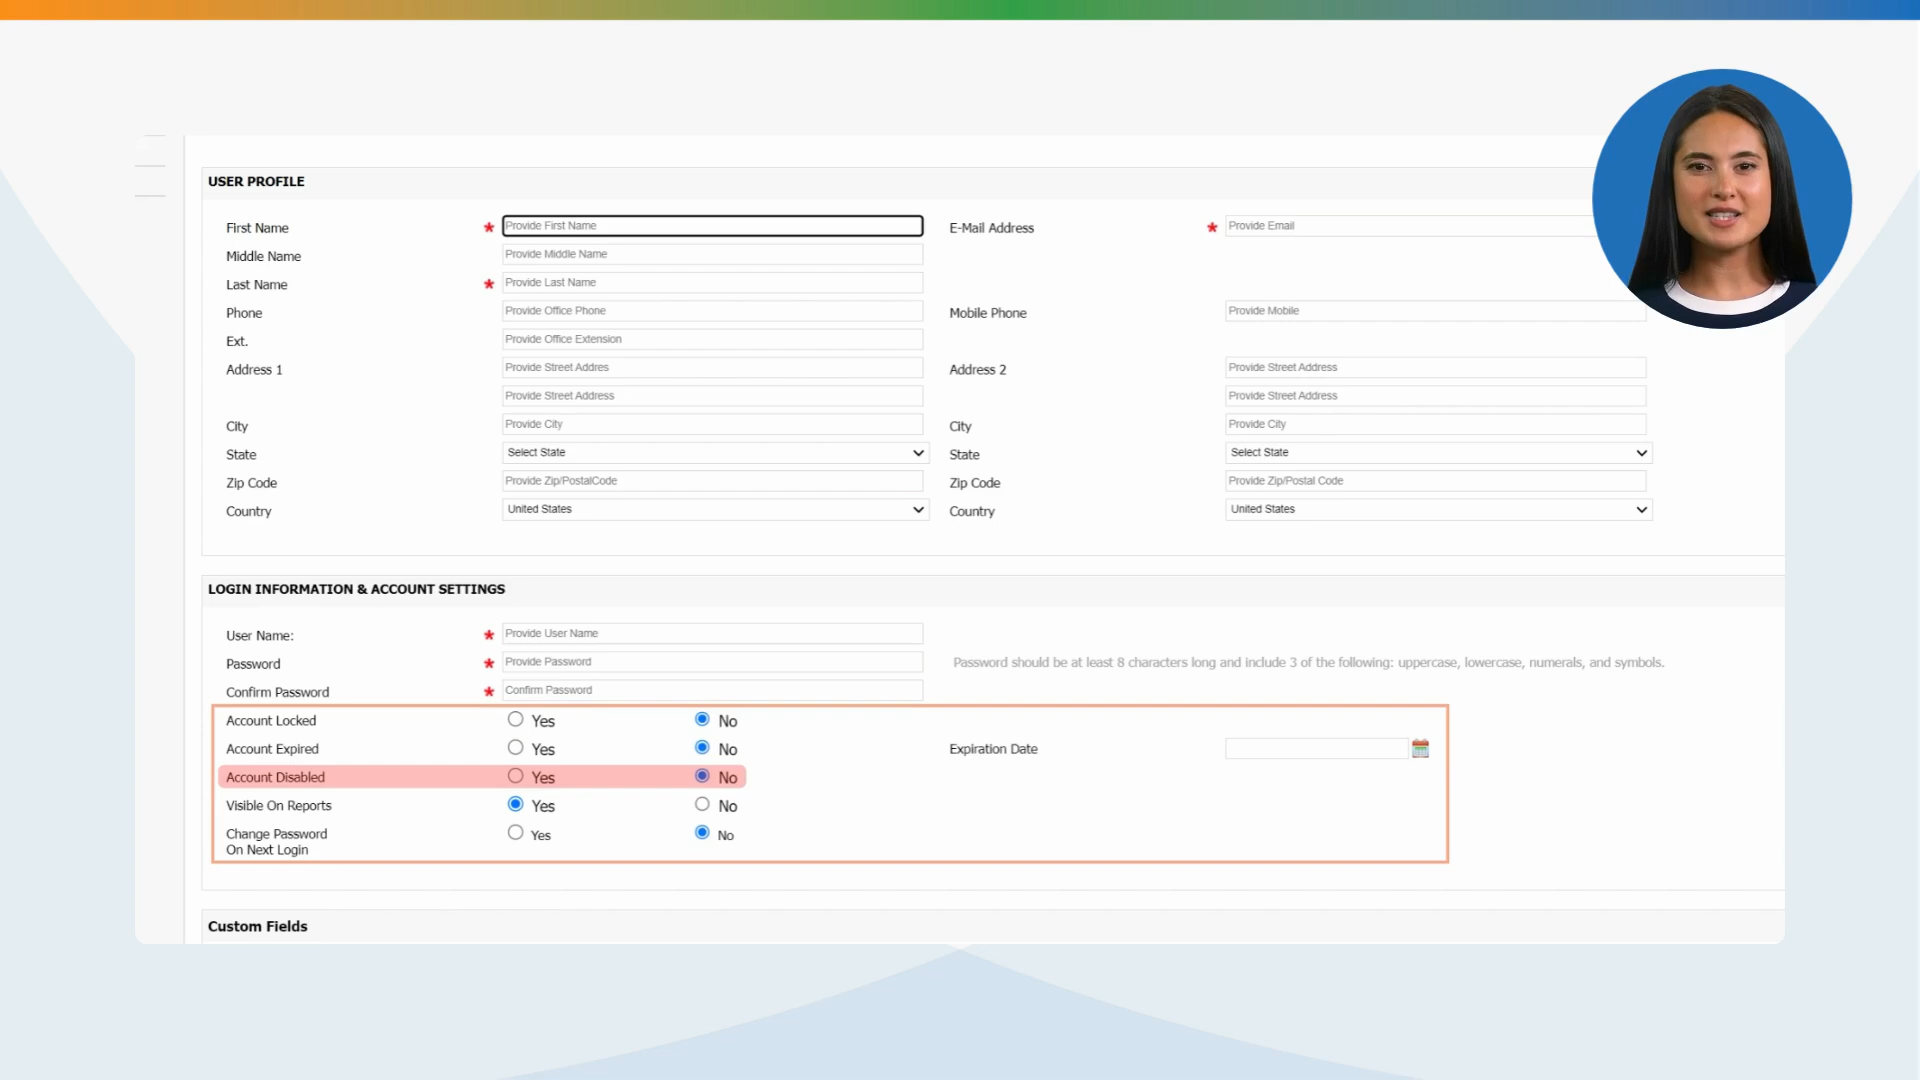 USER PROFILE
First Name * Provide First Name E-Mail Address * Provide Email
Middle Name Provide Middle Name
Last Name * Provide Last Name
Phone Provide Office Phone Mobile Phone Provide Mobile
Ext. Provide Office Extension
Address 1 Provide Street Addres Address 2 Provide Street Address
Provide Street Address Provide Street Address
City Provide City City Provide City
State Select State State Select State
Zip Code Provide Zip/PostalCode Zip Code Provide Zip/Postal Code
Country United States Country United States
LOGIN INFORMATION & ACCOUNT SETTINGS
User Name: * Provide User Name
Password * Provide Password Password should be at least 8 characters long and include 3 of the following: uppercase, lowercase, numerals, and symbols.
Confirm Password * Confirm Password
Account Locked Yes No
Account Expired Yes No Expiration Date
Account Disabled Yes No
Visible On Reports Yes No
Change Password Yes No
On Next Login
Custom Fields